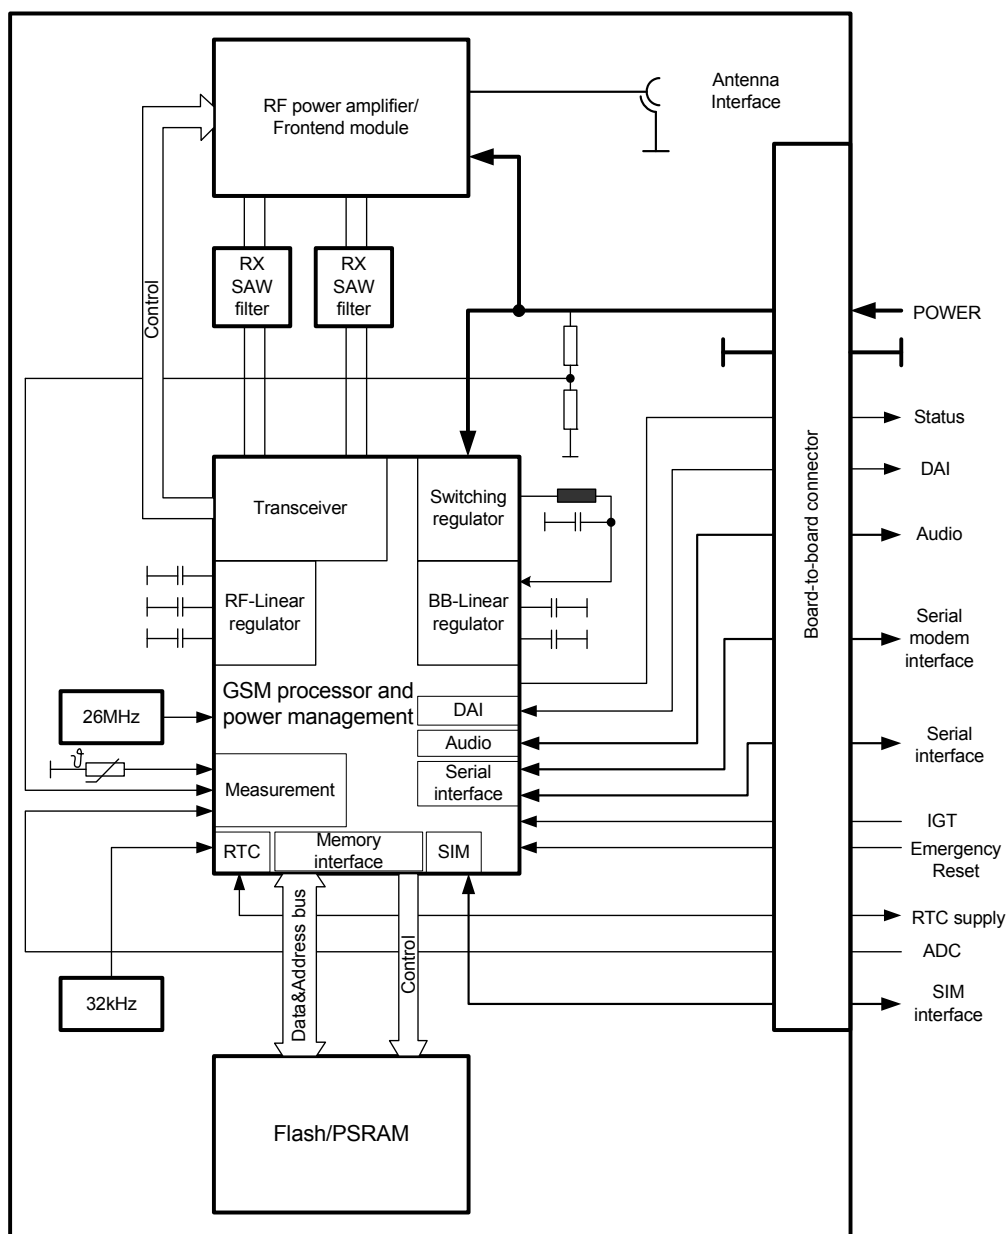 RF power amplifier/
Frontend module
Antenna
Interface
Control
RX
SAW
filter
RX
SAW
filter
POWER
Status
DAI
Audio
Serial
modem
interface
Serial
interface
IGT
Emergency
Reset
RTC supply
ADC
SIM
interface
Board-to-board connector
Transceiver
Switching
regulator
RF-Linear
regulator
BB-Linear
regulator
GSM processor and
power management
26MHz
ϑ
DAI
Audio
Serial
interface
Measurement
RTC
Memory
interface
SIM
Data&Address bus
Control
32kHz
Flash/PSRAM